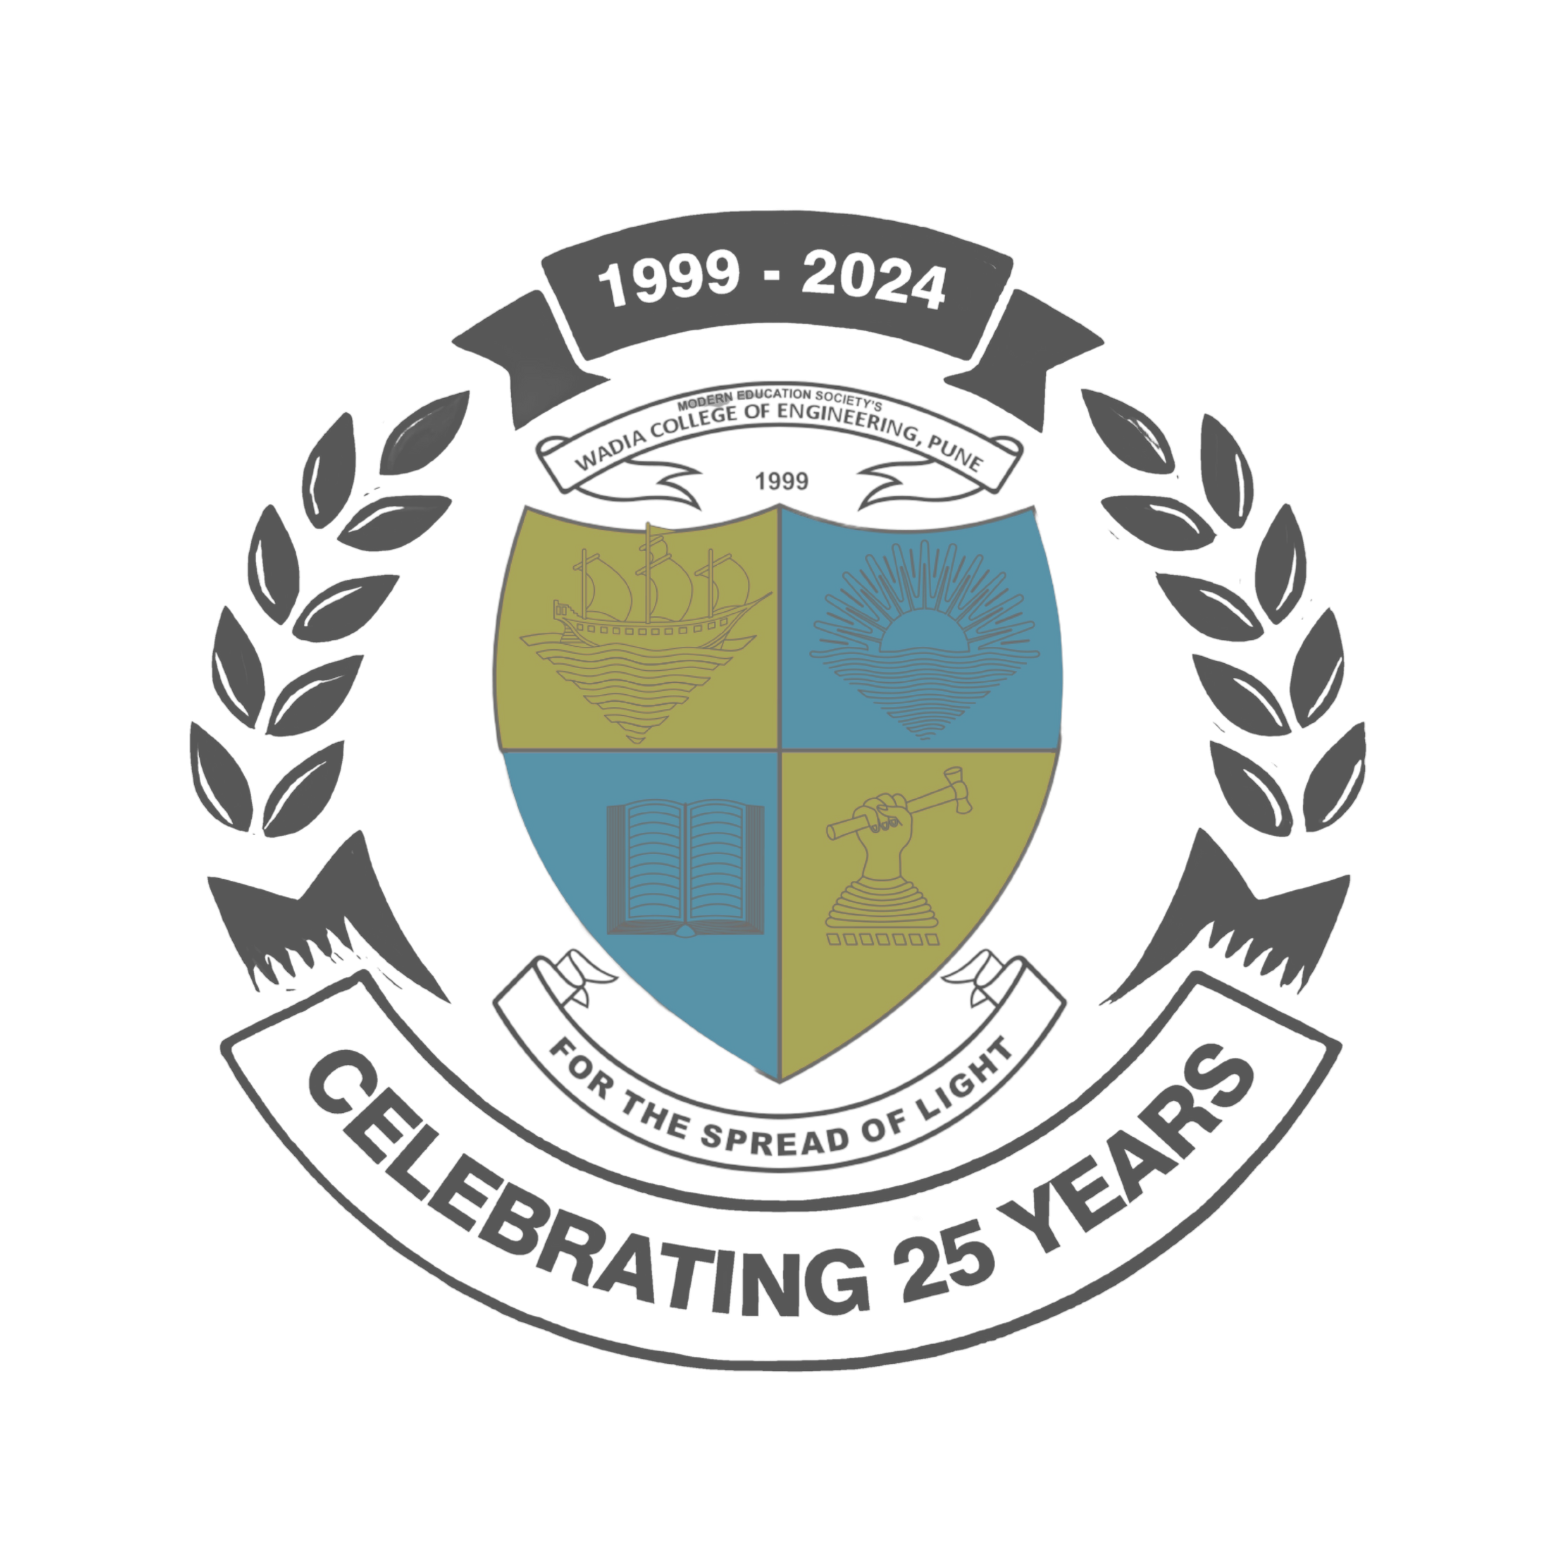 1999 - 2024
MODERN EDUCATION SOCIETY'S
WADIA COLLEGE OF ENGINEERING, PUNE
1999
FOR THE SPREAD OF LIGHT
CELEBRATING 25 YEARS